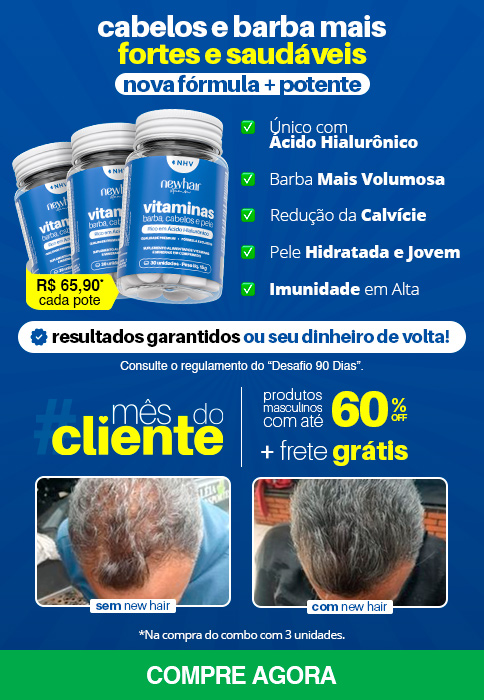 cabelos e barba mais
fortes e saudáveis
nova fórmula + potente
NHV
newhair
vitaminas
barba, cabelos e pele
Rico em Ácido Hialurônico
30 unidades
R$ 65,90*
cada pote
Único com
Ácido Hialurônico
Barba Mais Volumosa
Redução da Calvície
Pele Hidratada e Jovem
Imunidade em Alta
resultados garantidos ou seu dinheiro de volta!
Consulte o regulamento do “Desafio 90 Dias”.
#mês do
cliente
produtos
masculinos
com até 60% OFF
+ frete grátis
sem new hair
com new hair
*Na compra do combo com 3 unidades.
COMPRE AGORA